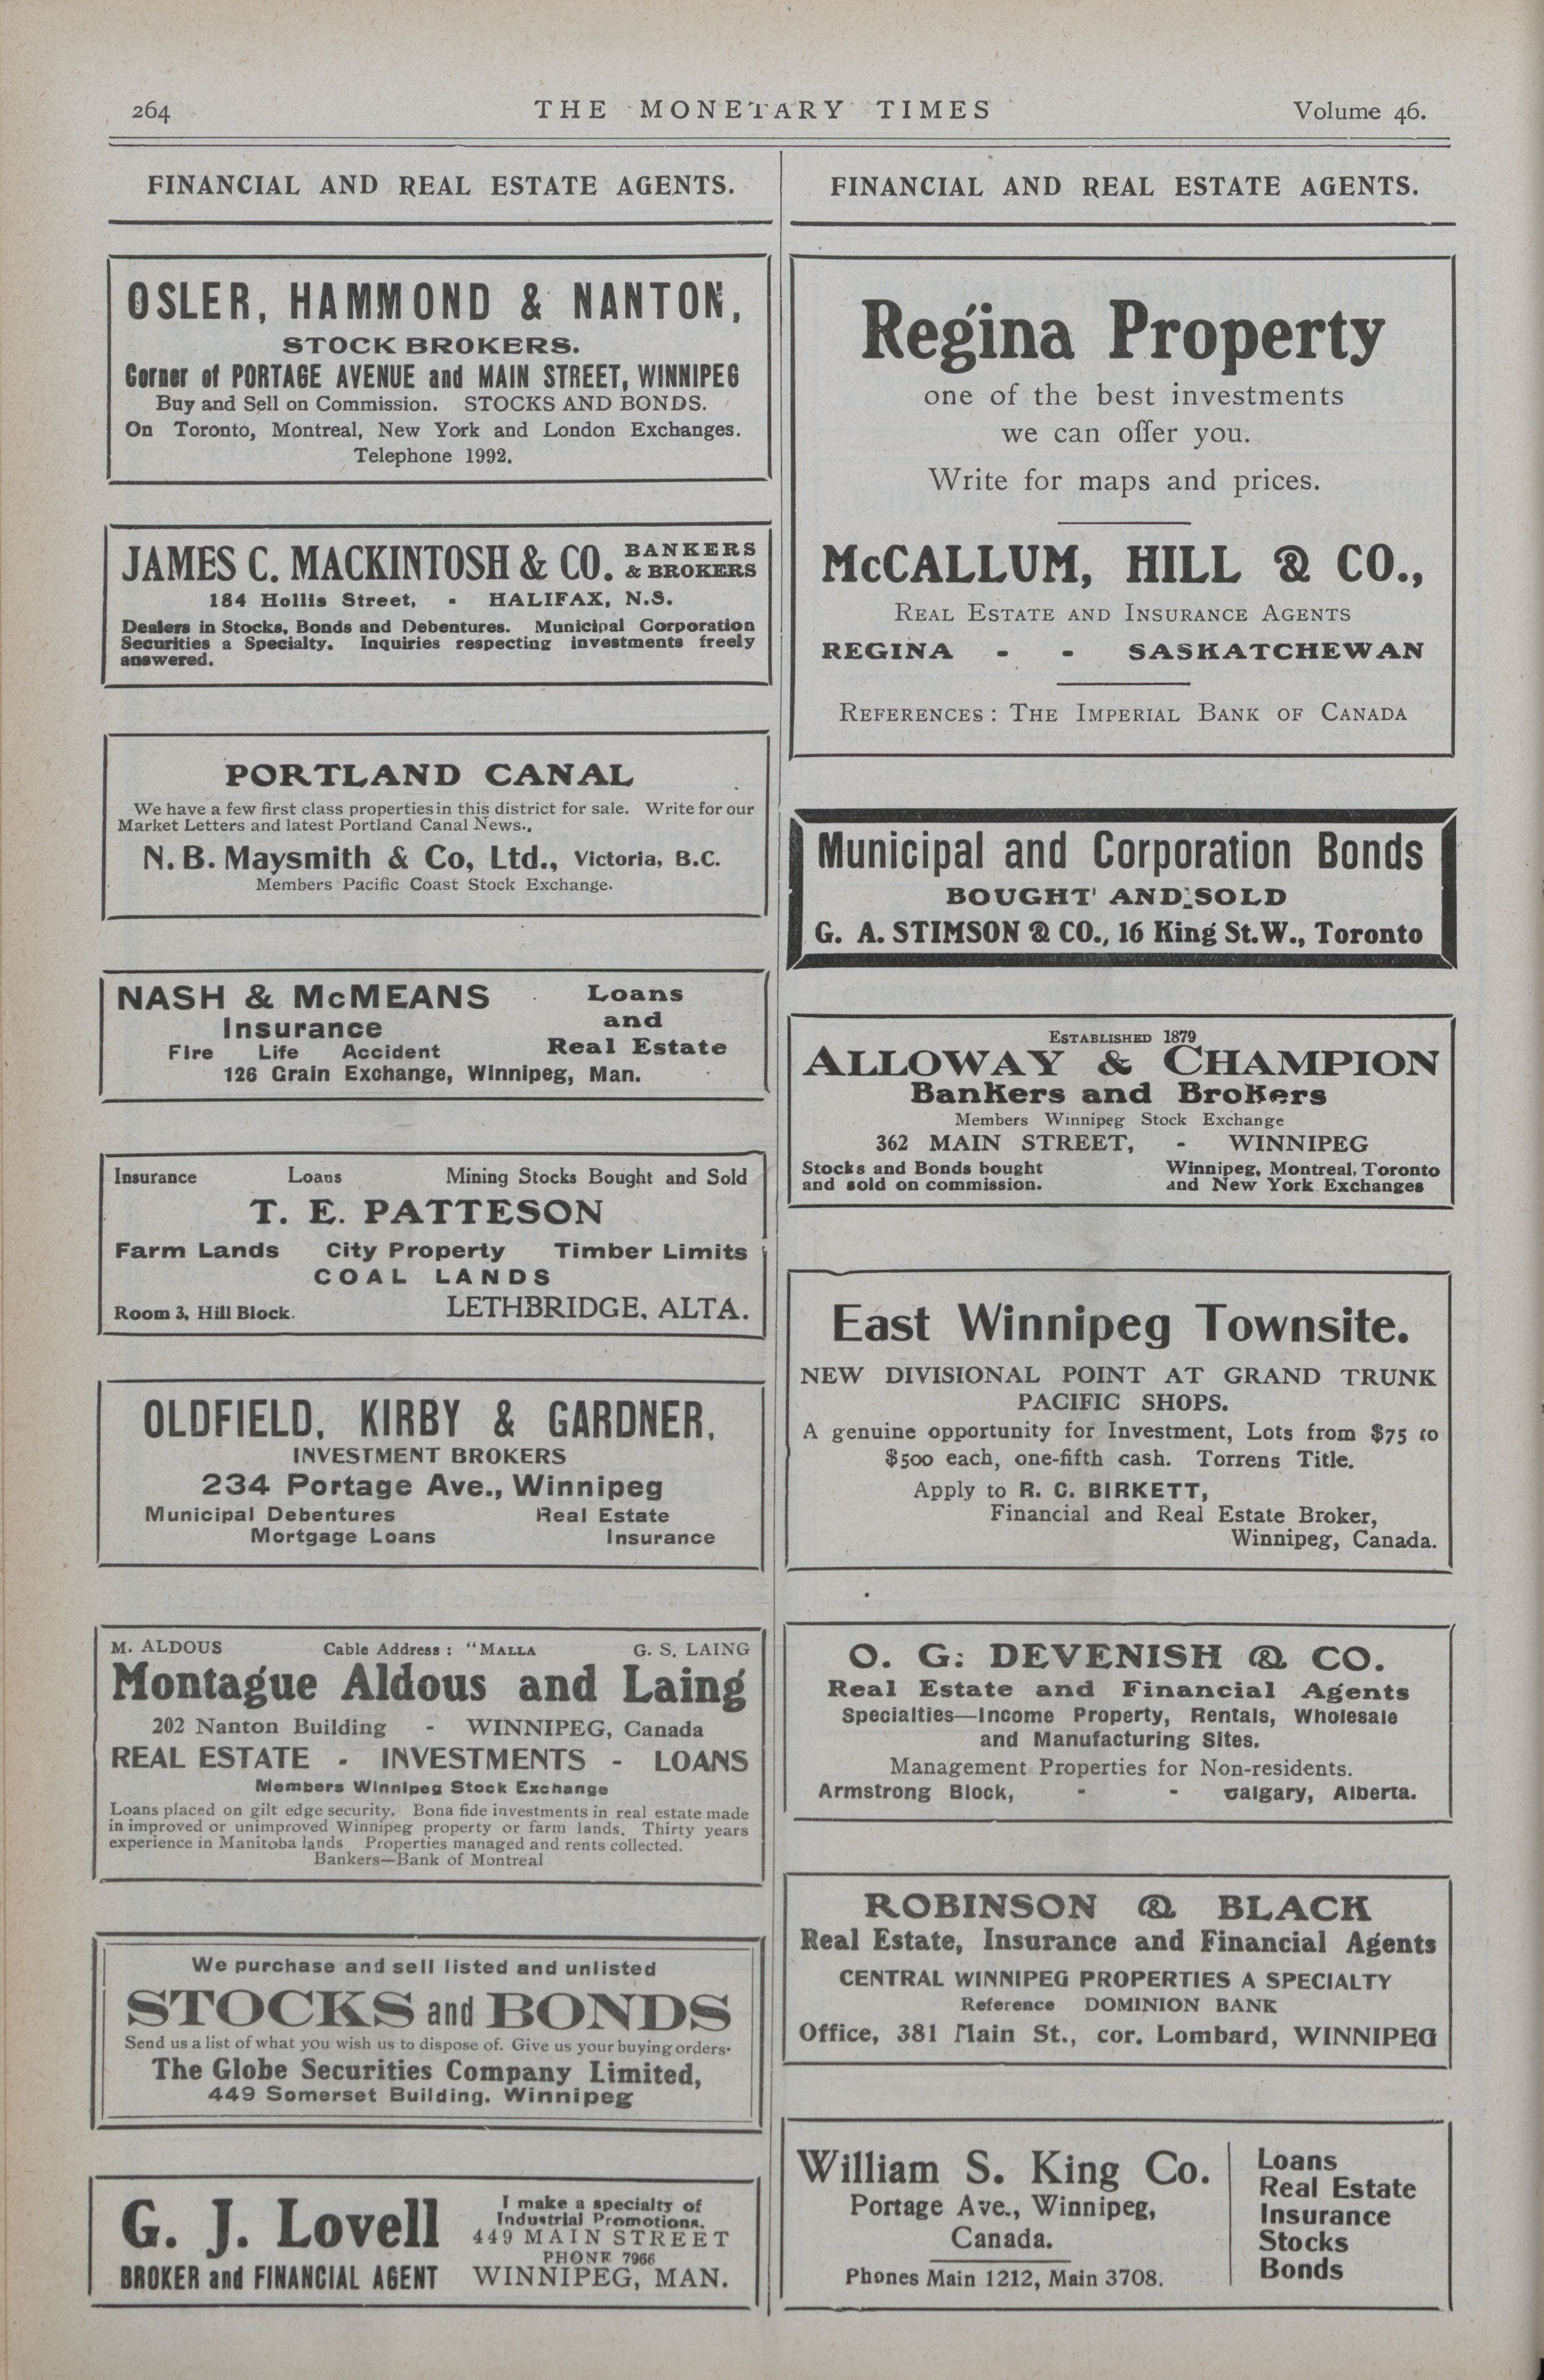 264
THE MONETARY TIMES
Volume 46.
FINANCIAL AND REAL ESTATE AGENTS.
OSLER, HAMMOND & NANTON,
STOCK BROKERS.
Corner of PORTAGE AVENUE and MAIN STREET, WINNIPEG
Buy and Sell on Commission. STOCKS AND BONDS.
On Toronto, Montreal, New York and London Exchanges.
Telephone 1992.
JAMES C. MACKINTOSH & CO. BANKERS
& BROKERS
184 Hollis Street, - HALIFAX, N.S.
Dealers in Stocks, Bonds and Debentures. Municipal Corporation
Securities a Specialty. Inquiries respecting investments freely
answered.
PORTLAND CANAL
We have a few first class properties in this district for sale. Write for our
Market Letters and latest Portland Canal News.,
N. B. Maysmith & Co, Ltd., Victoria, B.C.
Members Pacific Coast Stock Exchange.
NASH & McMEANS
Insurance
Fire Life Accident
Loans
and
Real Estate
126 Grain Exchange, Winnipeg, Man.
Insurance Loans Mining Stocks Bought and Sold
T. E. PATTESON
Farm Lands City Property Timber Limits
COAL LANDS
Room 3, Hill Block. LETHBRIDGE, ALTA.
OLDFIELD, KIRBY & GARDNER,
INVESTMENT BROKERS
234 Portage Ave., Winnipeg
Municipal Debentures Real Estate
Mortgage Loans Insurance
M. ALDOUS Cable Address : "MALLA G. S. LAING
Montague Aldous and Laing
202 Nanton Building - WINNIPEG, Canada
REAL ESTATE - INVESTMENTS - LOANS
Members Winnipeg Stock Exchange
Loans placed on gilt edge security. Bona fide investments in real estate made
in improved or unimproved Winnipeg property or farm lands. Thirty years
experience in Manitoba lands Properties managed and rents collected.
Bankers—Bank of Montreal
We purchase and sell listed and unlisted
STOCKS and BONDS
Send us a list of what you wish us to dispose of. Give us your buying orders.
The Globe Securities Company Limited,
449 Somerset Building, Winnipeg
G. J. Lovell
BROKER and FINANCIAL AGENT
I make a specialty of
Industrial Promotions.
449 MAIN STREET
PHONE 7966
WINNIPEG, MAN.
FINANCIAL AND REAL ESTATE AGENTS.
Regina Property
one of the best investments
we can offer you.
Write for maps and prices.
McCALLUM, HILL & CO.,
REAL ESTATE AND INSURANCE AGENTS
REGINA - - SASKATCHEWAN
REFERENCES : THE IMPERIAL BANK OF CANADA
Municipal and Corporation Bonds
BOUGHT AND SOLD
G. A. STIMSON & CO., 16 King St. W., Toronto
ESTABLISHED 1879
ALLOWAY & CHAMPION
Bankers and Brokers
Members Winnipeg Stock Exchange
362 MAIN STREET, - WINNIPEG
Stocks and Bonds bought
and sold on commission.
Winnipeg, Montreal, Toronto
and New York Exchanges
East Winnipeg Townsite.
NEW DIVISIONAL POINT AT GRAND TRUNK
PACIFIC SHOPS.
A genuine opportunity for Investment, Lots from $75 to
$500 each, one-fifth cash. Torrens Title.
Apply to R. C. BIRKETT,
Financial and Real Estate Broker,
Winnipeg, Canada.
O. G. DEVENISH & CO.
Real Estate and Financial Agents
Specialties—Income Property, Rentals, Wholesale
and Manufacturing Sites.
Management Properties for Non-residents.
Armstrong Block, - - Calgary, Alberta.
ROBINSON & BLACK
Real Estate, Insurance and Financial Agents
CENTRAL WINNIPEG PROPERTIES A SPECIALTY
Reference DOMINION BANK
Office, 381 Main St., cor. Lombard, WINNIPEG
William S. King Co.
Portage Ave., Winnipeg,
Canada.
Phones Main 1212, Main 3708.
Loans
Real Estate
Insurance
Stocks
Bonds